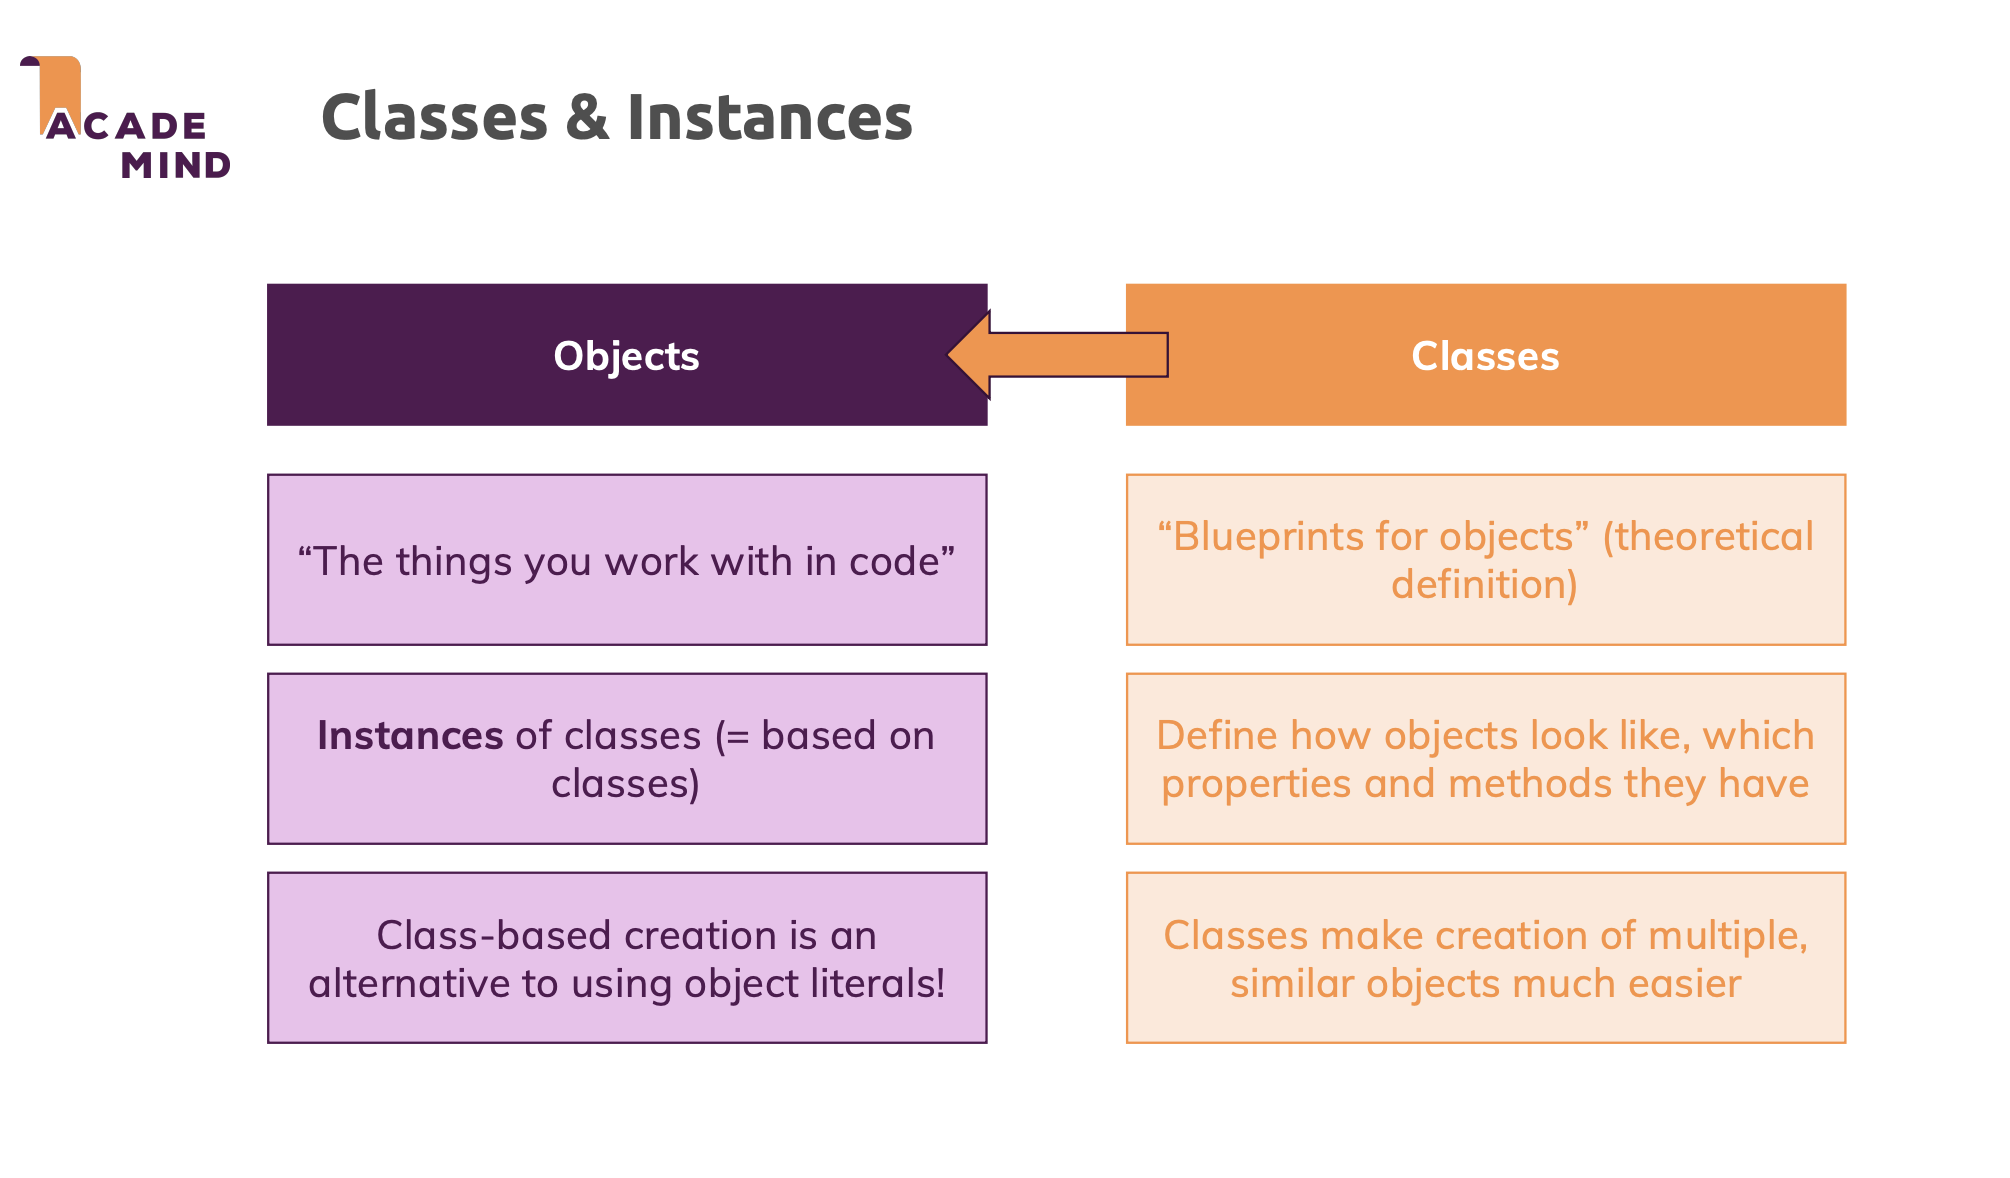 ACADE
MIND
Classes & Instances
Objects
Classes
“The things you work with in code”
“Blueprints for objects” (theoretical
definition)
Instances of classes (= based on
classes)
Define how objects look like, which
properties and methods they have
Class-based creation is an
alternative to using object literals!
Classes make creation of multiple,
similar objects much easier